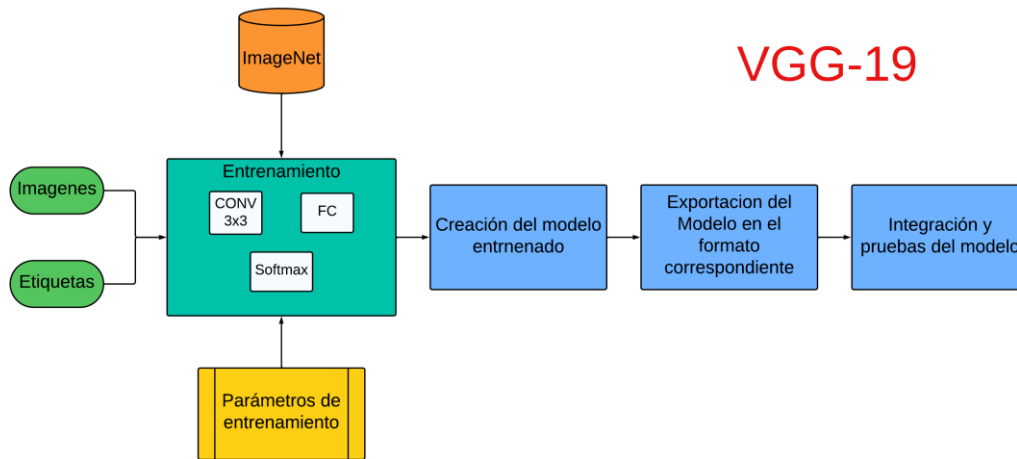 ImageNet
VGG-19
Imagenes
Etiquetas
Entrenamiento
CONV
3x3
FC
Softmax
Parámetros de
entrenamiento
Creación del modelo
entrnenado
Exportacion del
Modelo en el
formato
correspondiente
Integración y
pruebas del modelo